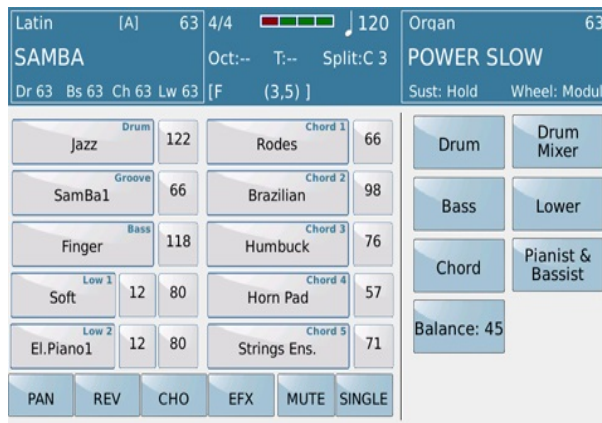 Latin [A] 63 4/4 120 Organ 63
SAMBA Oct:-- T:-- Split:C 3 POWER SLOW
Dr 63 Bs 63 Ch 63 Lw 63 [F (3,5) ] Sust: Hold Wheel: Modul
Drum Chord 1
Jazz 122 Rodes 66 Drum Drum Mixer
Groove Chord 2
SamBa1 66 Brazilian 98 Bass Lower
Bass Chord 3
Finger 118 Humbuck 76 Chord Pianist & Bassist
Low 1 Chord 4
Soft 12 80 Horn Pad 57
Balance: 45
Low 2 Chord 5
El.Piano1 12 80 Strings Ens. 71
PAN REV CHO EFX MUTE SINGLE